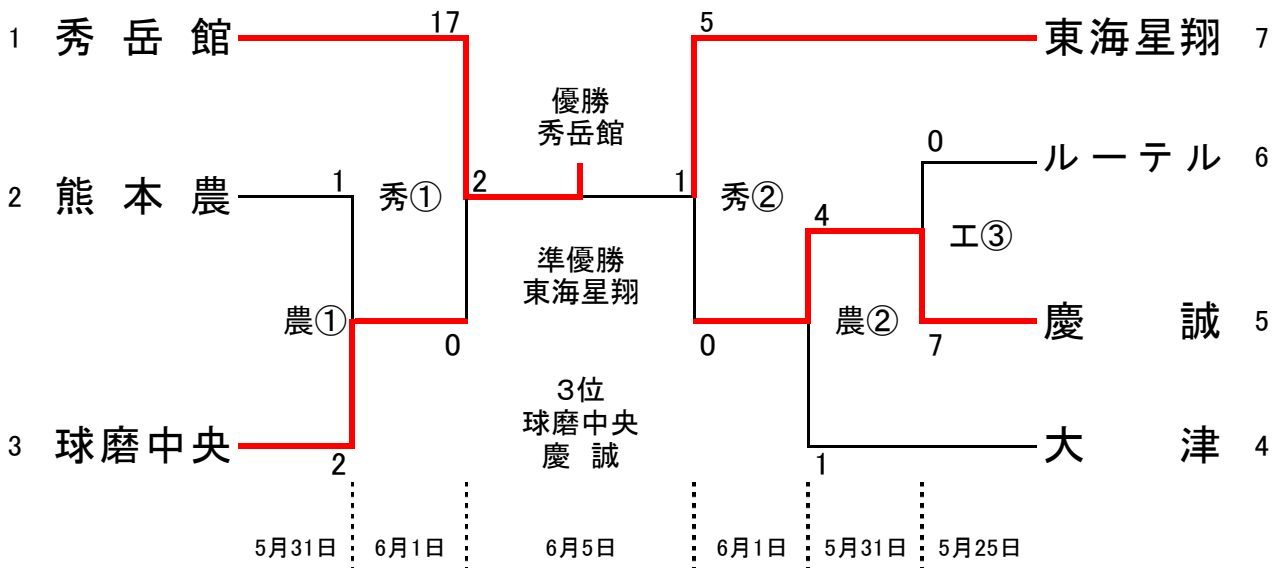 1 秀岳館 17 5 東海星翔 7
優勝
秀岳館
0 ルーテル 6
2 熊本農 1 秀① 2 1 秀② 4
工③
準優勝
東海星翔
農① 0 0 農② 7 慶誠 5
3位
球磨中央
慶誠
3 球磨中央 2 1 大津 4
5月31日 6月1日 6月5日 6月1日 5月31日 5月25日